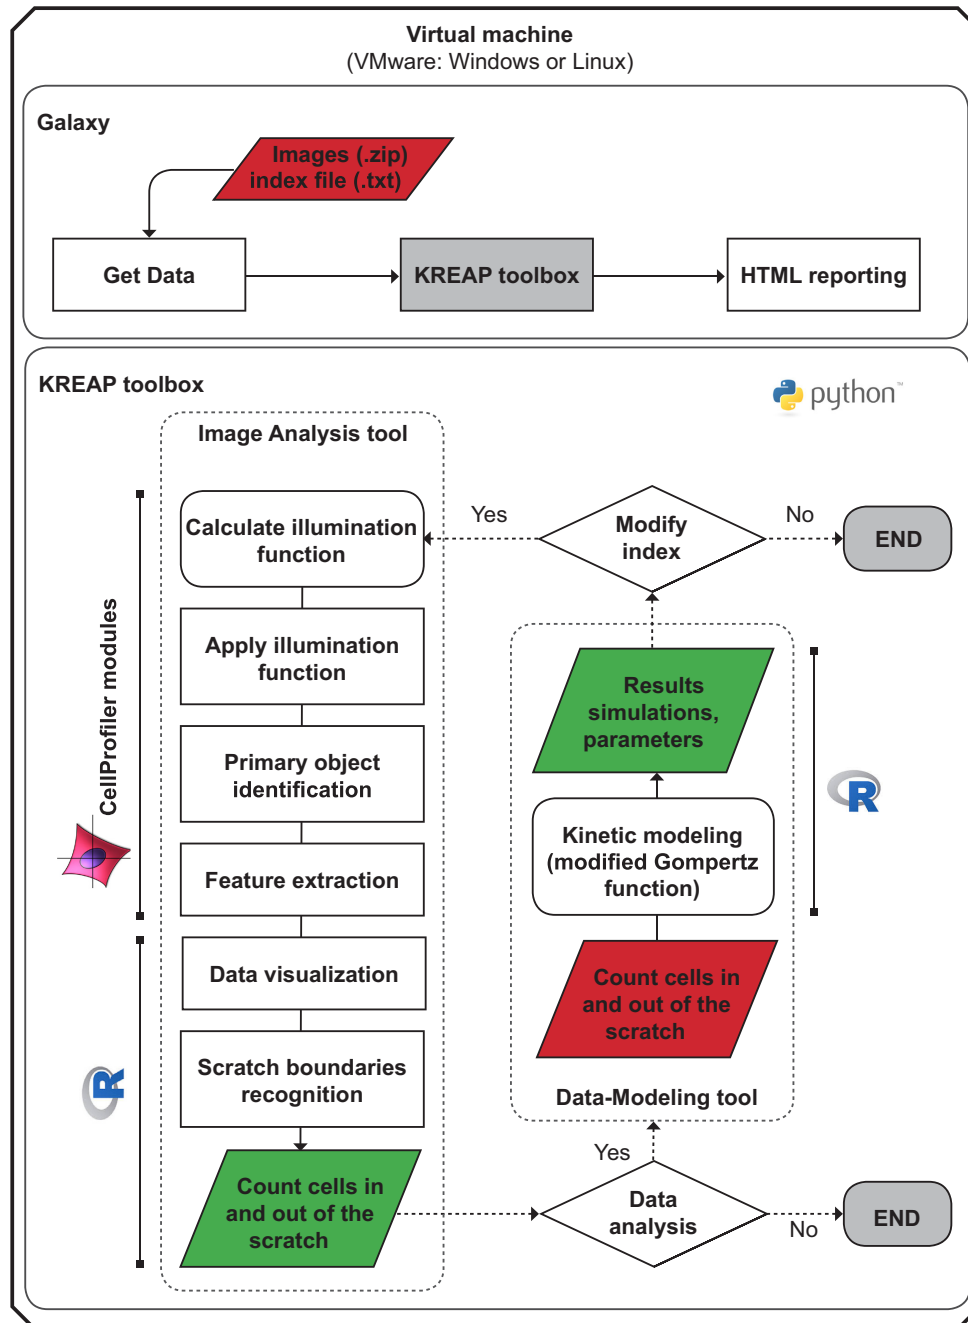 Virtual machine
(VMware: Windows or Linux)
Galaxy
Images (.zip)
index file (.txt)
Get Data
KREAP toolbox
HTML reporting
KREAP toolbox
python™
Image Analysis tool
Calculate illumination
function
Apply illumination
function
Primary object
identification
Feature extraction
Data visualization
Scratch boundaries
recognition
Count cells in
and out of the
scratch
CellProfiler modules
R
Yes
Modify
index
No
END
Results
simulations,
parameters
Kinetic modeling
(modified Gompertz
function)
Count cells in
and out of the
scratch
Data-Modeling tool
R
Yes
Data
analysis
No
END